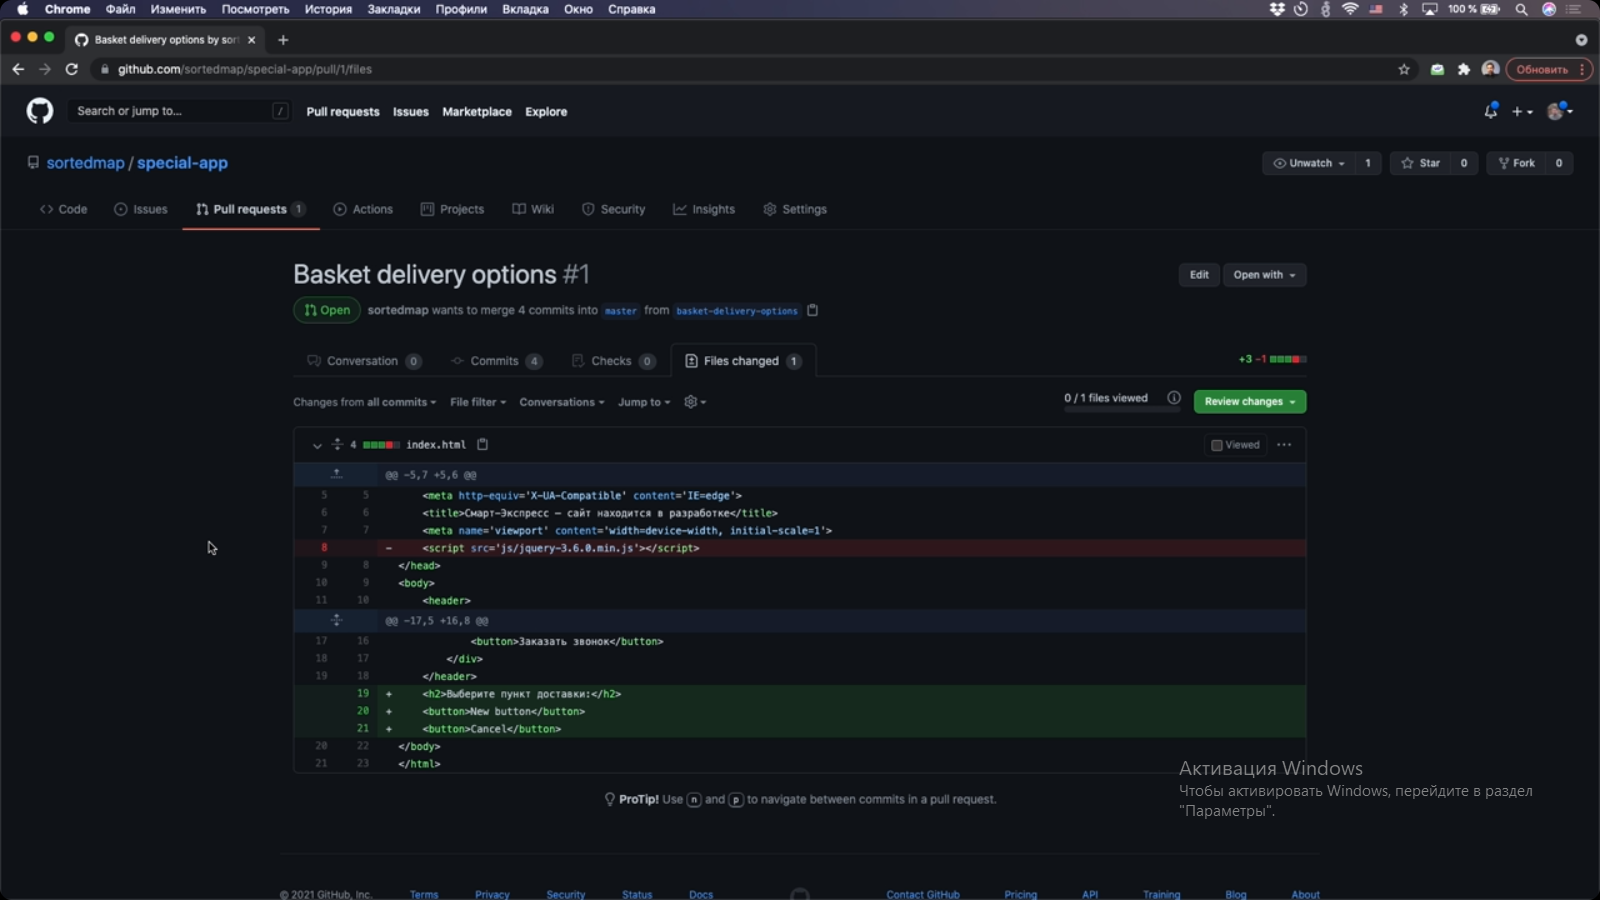 Chrome Файл Изменить Посмотреть История Закладки Профили Вкладка Окно Справка 100 %
Basket delivery options by sor
github.com/sortedmap/special-app/pull/1/files Обновить
Search or jump to... / Pull requests Issues Marketplace Explore
sortedmap / special-app Unwatch 1 Star 0 Fork 0
Code Issues Pull requests 1 Actions Projects Wiki Security Insights Settings
Basket delivery options #1 Edit Open with
Open sortedmap wants to merge 4 commits into master from basket-delivery-options
Conversation 0 Commits 4 Checks 0 Files changed 1 +3 −1
Changes from all commits File filter Conversations Jump to 0 / 1 files viewed Review changes
4 index.html Viewed ...
@@ -5,7 +5,6 @@
5 5 <meta http-equiv='X-UA-Compatible' content='IE=edge'>
6 6 <title>Смарт-Экспресс — сайт находится в разработке</title>
7 7 <meta name='viewport' content='width=device-width, initial-scale=1'>
8 - <script src='js/jquery-3.6.0.min.js'></script>
9 8 </head>
10 9 <body>
11 10 <header>
@@ -17,5 +16,8 @@
17 16 <button>Заказать звонок</button>
18 17 </div>
19 18 </header>
19 + <h2>Выберите пункт доставки:</h2>
20 + <button>New button</button>
21 + <button>Cancel</button>
20 22 </body>
21 23 </html>
ProTip! Use n and p to navigate between commits in a pull request.
Активация Windows
Чтобы активировать Windows, перейдите в раздел
"Параметры".
© 2021 GitHub, Inc. Terms Privacy Security Status Docs Contact GitHub Pricing API Training Blog About